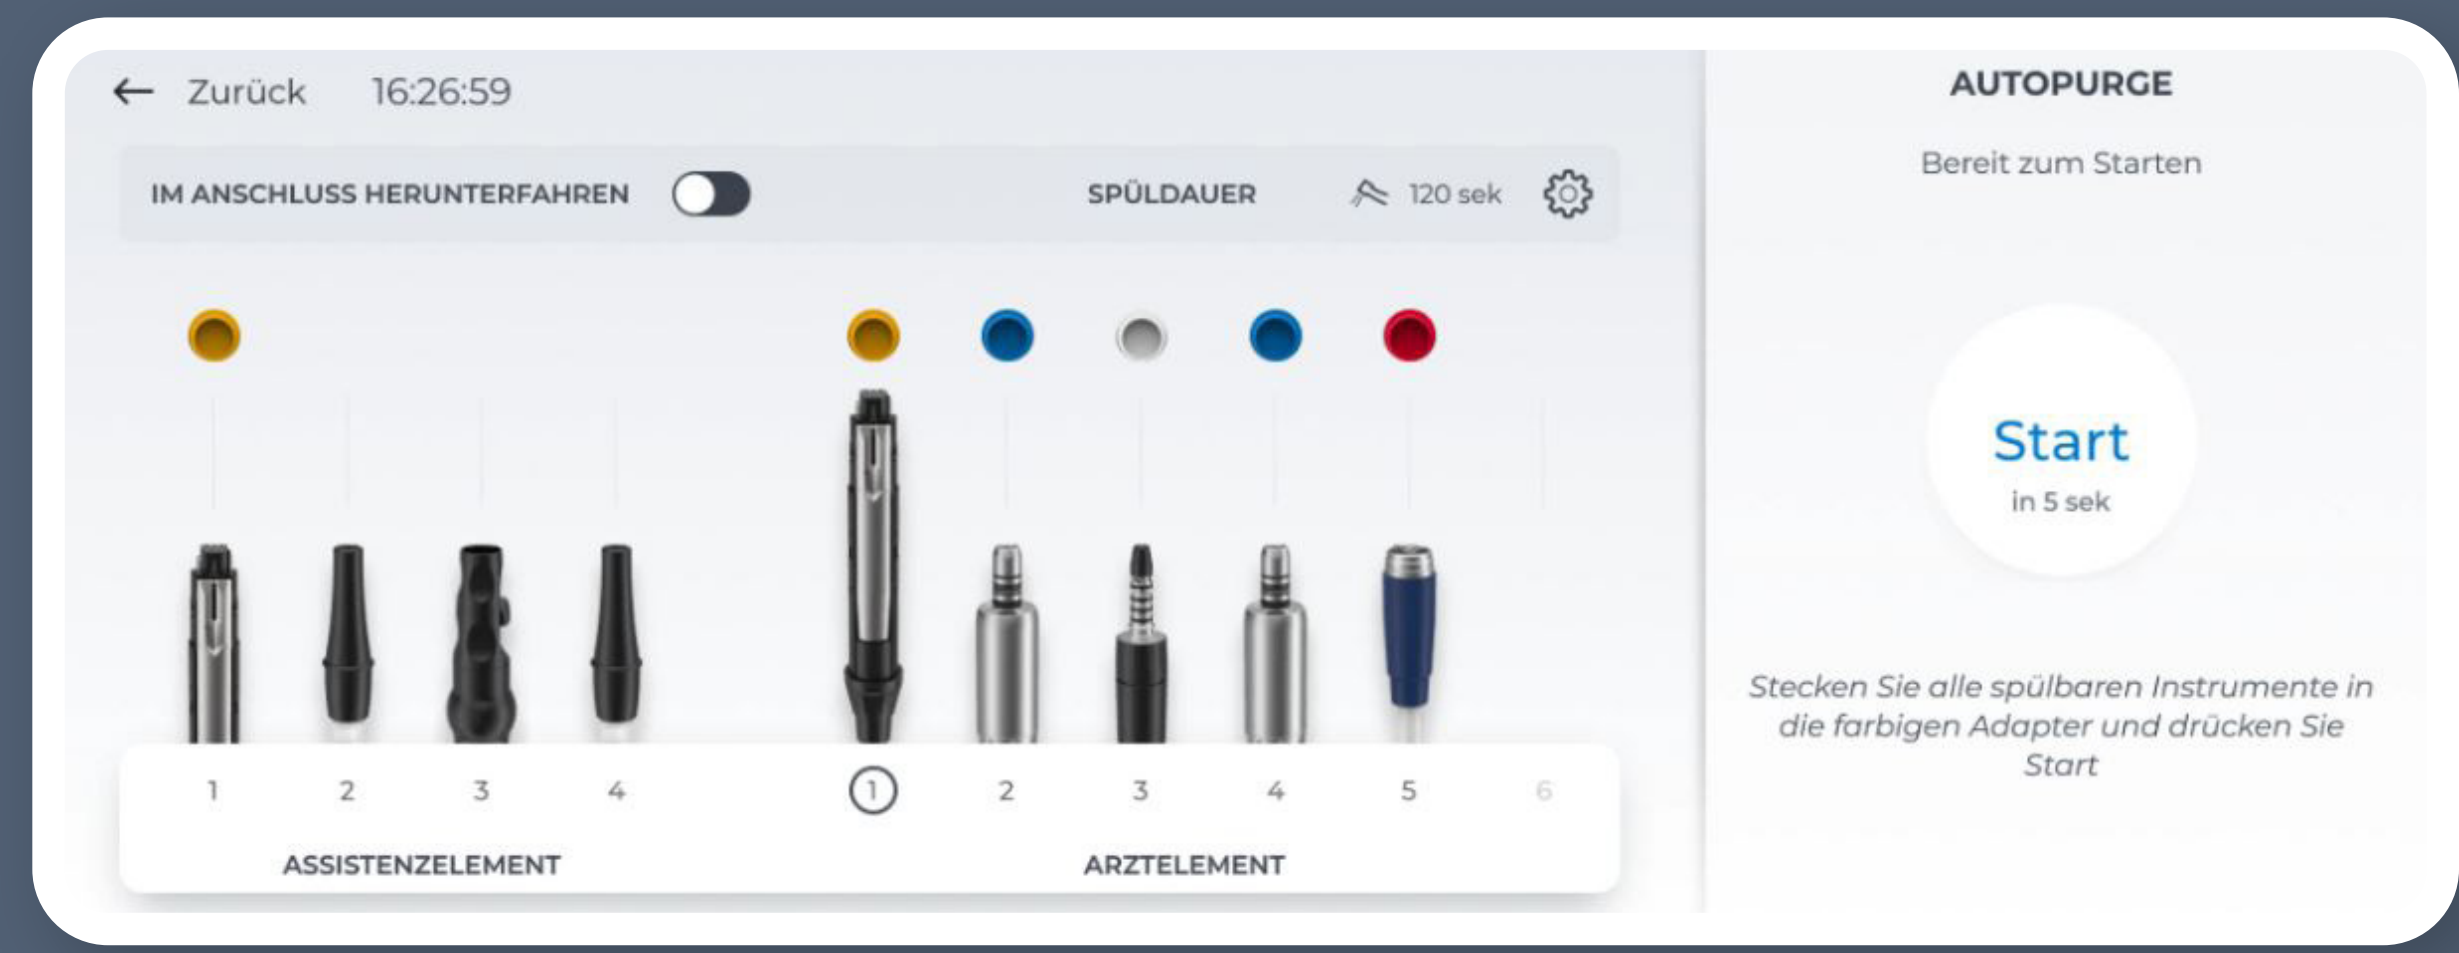 Zurück 16:26:59
IM ANSCHLUSS HERUNTERFAHREN
SPÜLDAUER 120 sek
1 2 3 4
ASSISTENZELEMENT
1 2 3 4 5 6
ARZTELEMENT
AUTOPURGE
Bereit zum Starten
Start
in 5 sek
Stecken Sie alle spülbaren Instrumente in
die farbigen Adapter und drücken Sie
Start